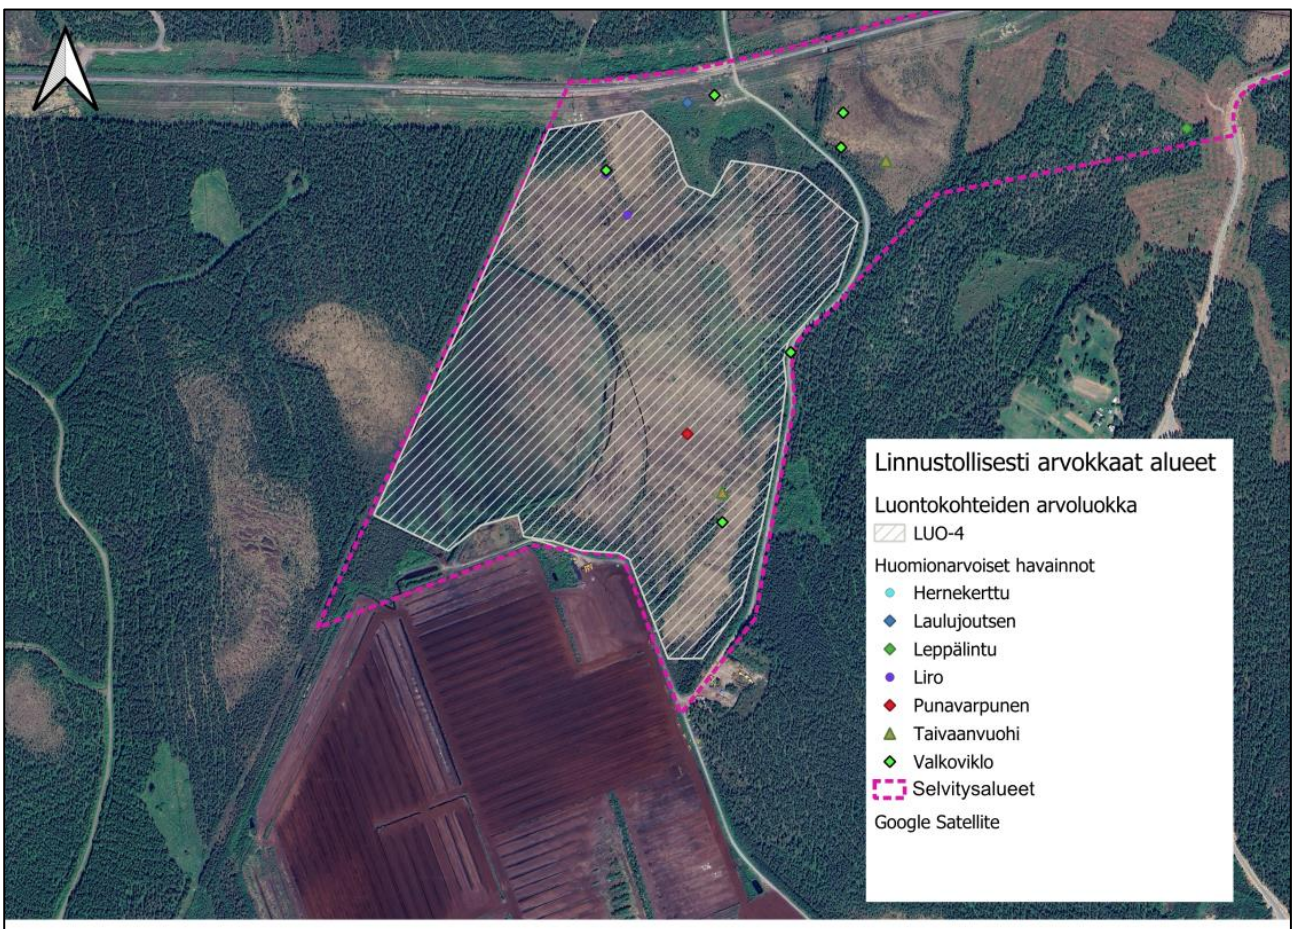 Linnustollisesti arvokkaat alueet
Luontokohteiden arvoluokka
LUO-4
Huomionarvoiset havainnot
Hernekerttu
Laulujoutsen
Leppälintu
Liro
Punavarpunen
Taivaanvuohi
Valkoviklo
Selvitysalueet
Google Satellite